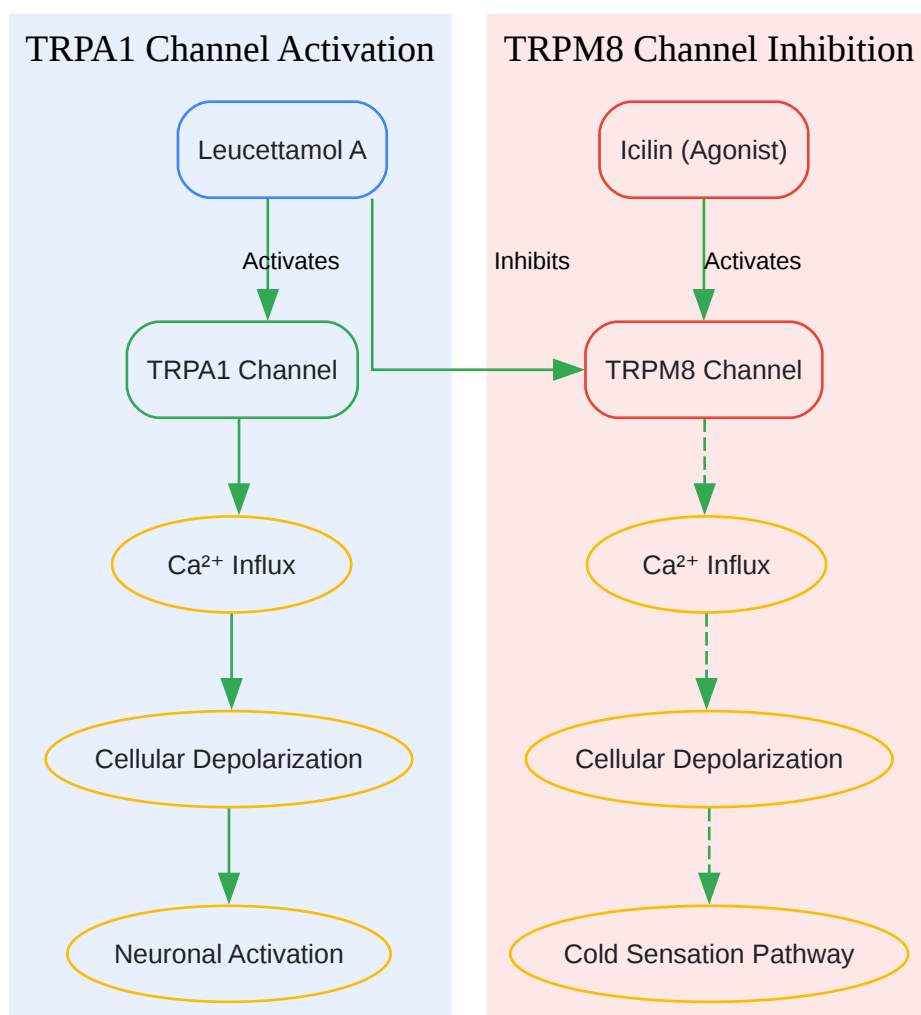 TRPA1 Channel Activation
TRPM8 Channel Inhibition
Leucettamol A
Icilin (Agonist)
Activates
Inhibits
Activates
TRPA1 Channel
TRPM8 Channel
Ca²⁺ Influx
Ca²⁺ Influx
Cellular Depolarization
Cellular Depolarization
Neuronal Activation
Cold Sensation Pathway